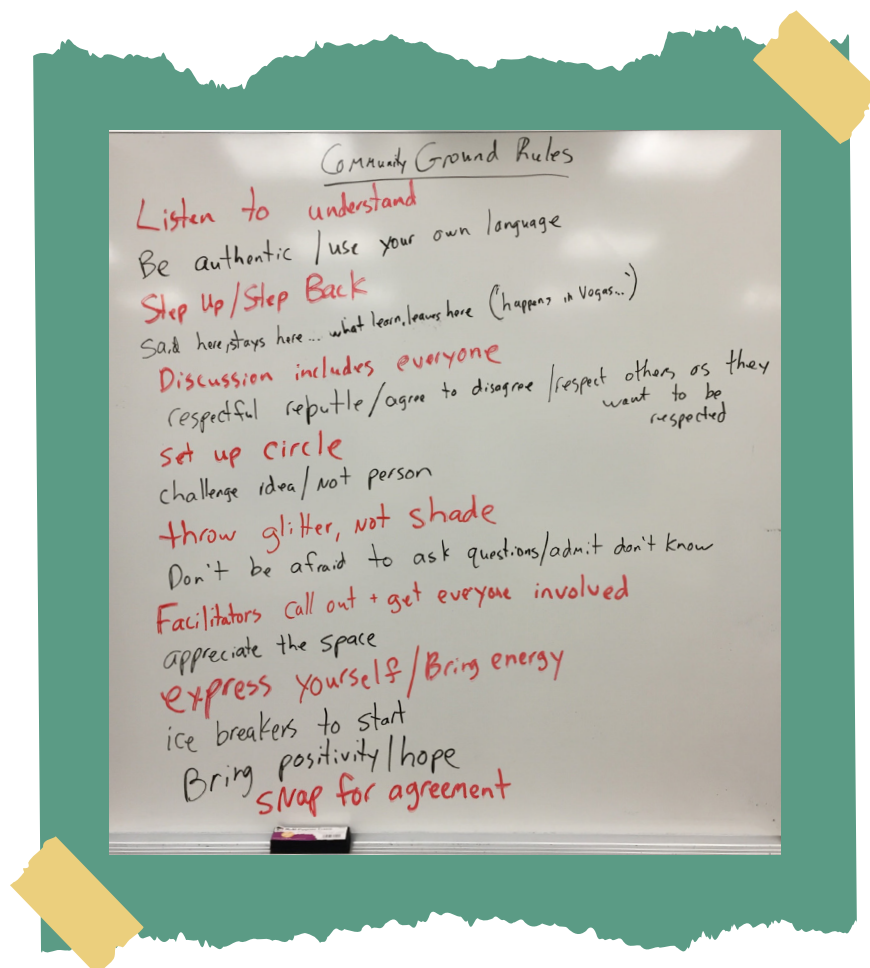 Community Ground Rules
Listen to understand
Be authentic / use your own language
Step Up/Step Back
Said here, stays here... what learn, leaves here ("happens in Vegas...")
Discussion includes everyone
respectful reputle/agree to disagree /respect others as they
want to be
respected
set up circle
challenge idea/ Not person
throw glitter, Not shade
Don't be afraid to ask questions/admit don't know
Facilitators call out + get everyone involved
appreciate the space
express yourself/Bring energy
ice breakers to start
Bring positivity/hope
SNap for agreement